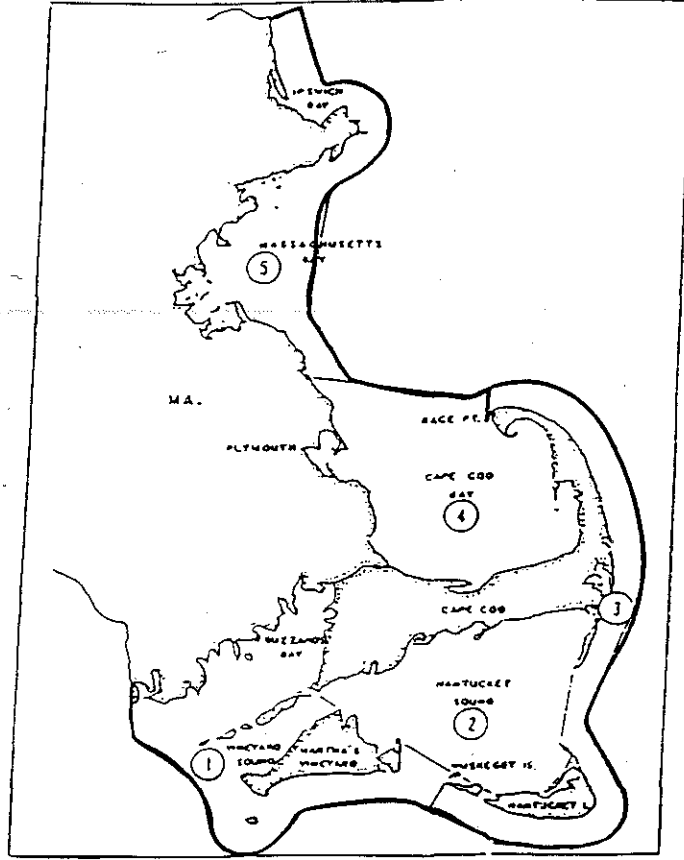 IPSWICH
BAY
MASSACHUSETTS
BAY
5
MA.
RACE PT.
PLYMOUTH
CAPE COD
BAY
4
3
CAPE COD
BUZZARDS
BAY
NANTUCKET
SOUND
2
1
VINEYARD
SOUND
MARTHA'S
VINEYARD
MUSKEGET IS.
NANTUCKET I.